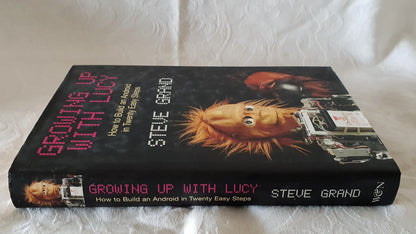 GROWING UP
WITH LUCY
How to Build an Android
in Twenty Easy Steps
STEVE GRAND
GROWING UP WITH LUCY
How to Build an Android in Twenty Easy Steps
STEVE GRAND
W&N